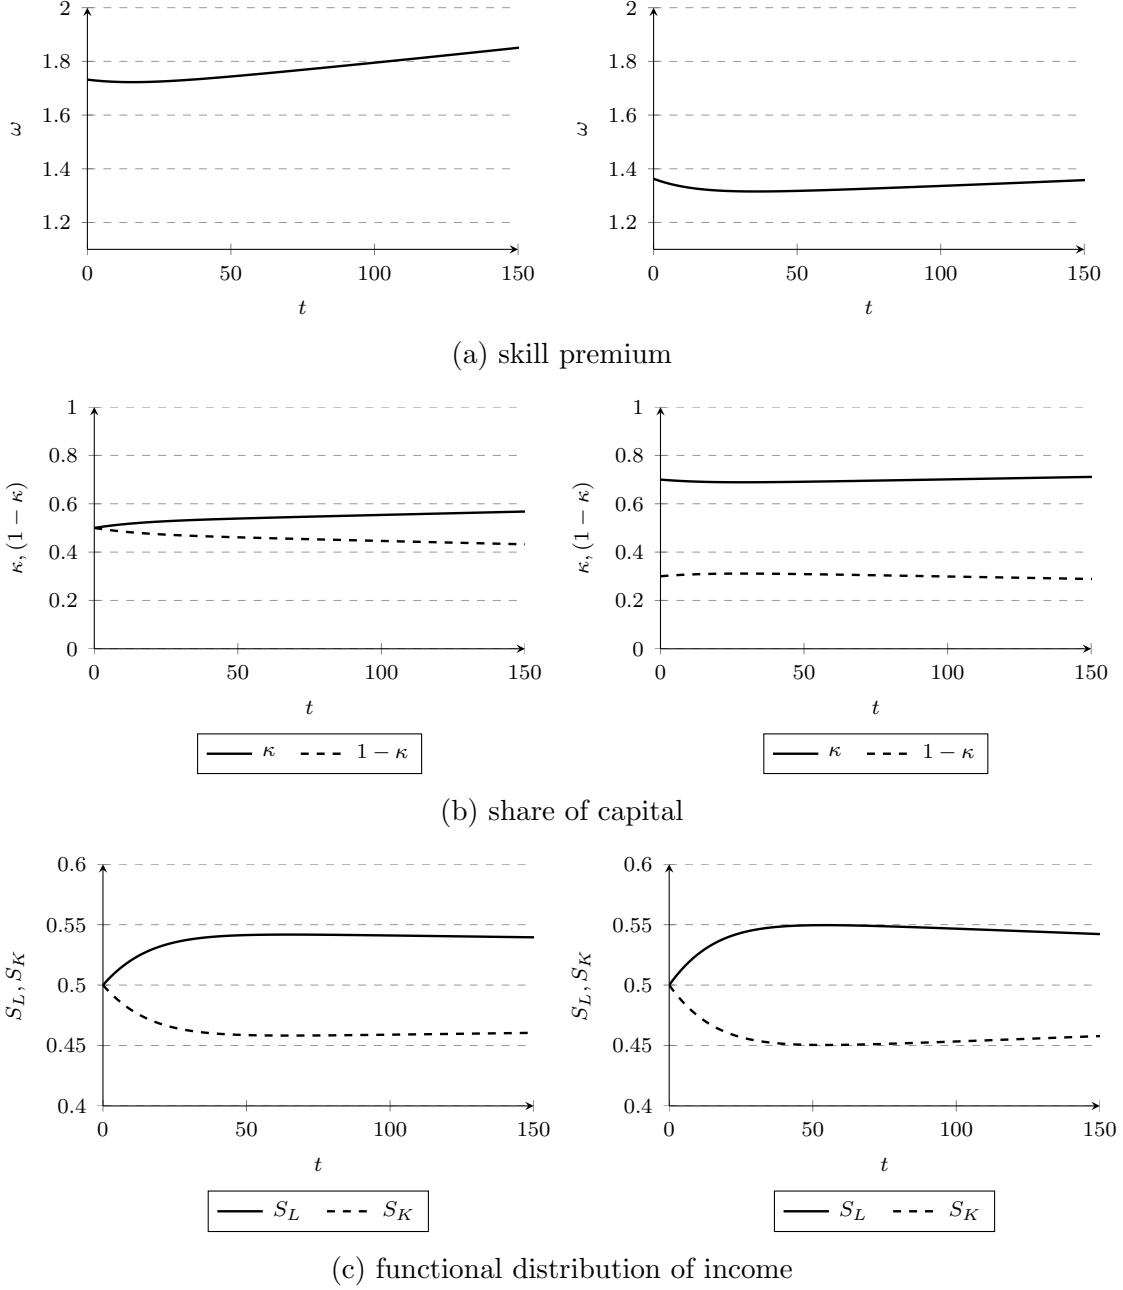 2 2
1.8 1.8
1.6 1.6
ω ω
1.4 1.4
1.2 1.2
0 50 100 150 0 50 100 150
t t
(a) skill premium
1 1
0.8 0.8
0.6 0.6
κ, (1 − κ) κ, (1 − κ)
0.4 0.4
0.2 0.2
0 0
0 50 100 150 0 50 100 150
t t
κ 1 − κ κ 1 − κ
(b) share of capital
0.6 0.6
0.55 0.55
S_L, S_K S_L, S_K
0.5 0.5
0.45 0.45
0.4 0.4
0 50 100 150 0 50 100 150
t t
S_L S_K S_L S_K
(c) functional distribution of income